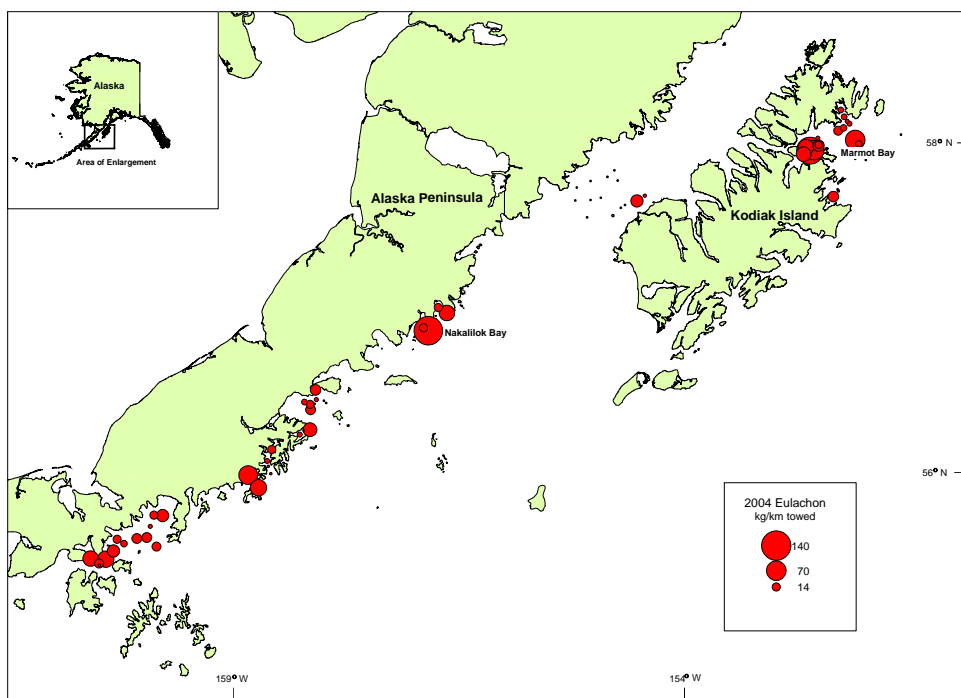 Alaska
Area of Enlargement
58° N
Marmot Bay
Alaska Peninsula
Kodiak Island
Nakalilok Bay
56° N
2004 Eulachon
kg/km towed
140
70
14
159° W
154° W